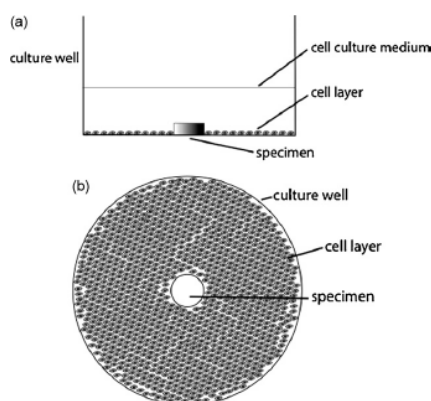 (a)
culture well
cell culture medium
cell layer
specimen
(b)
culture well
cell layer
specimen